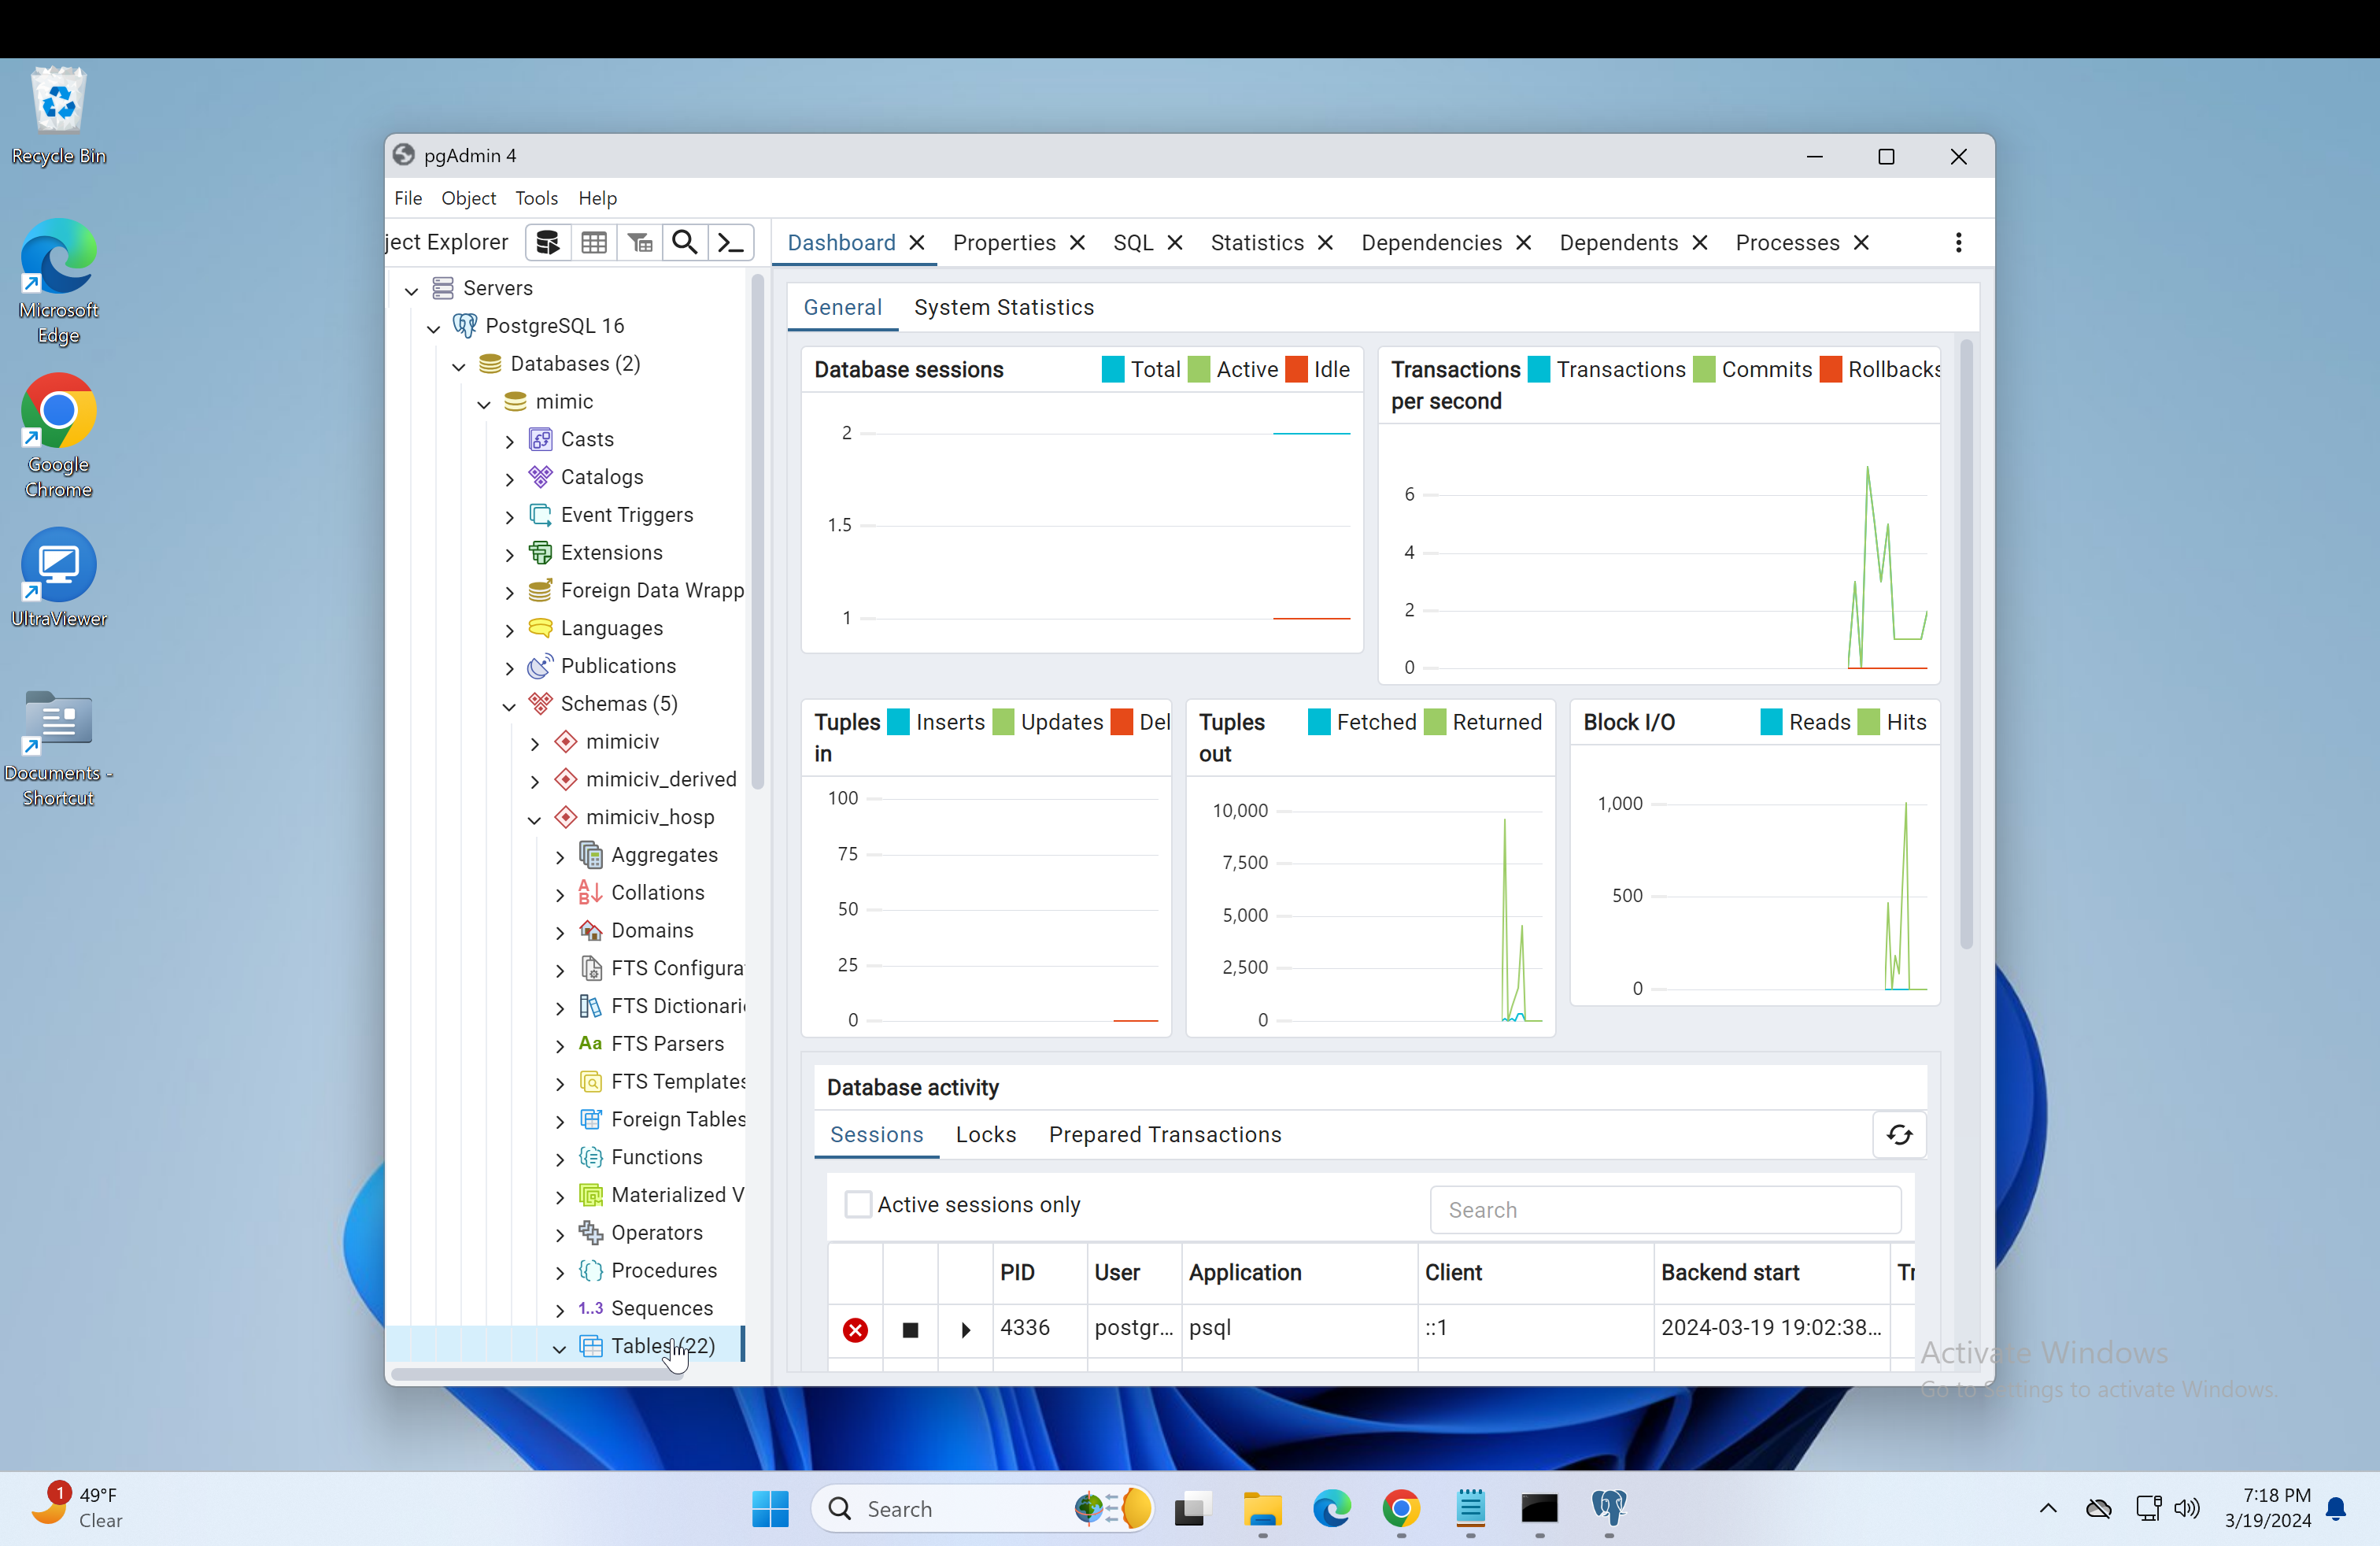 Recycle Bin
Microsoft
Edge
Google
Chrome
UltraViewer
Documents -
Shortcut
pgAdmin 4
File Object Tools Help
ject Explorer
Dashboard Properties SQL Statistics Dependencies Dependents Processes
Servers
PostgreSQL 16
Databases (2)
mimic
Casts
Catalogs
Event Triggers
Extensions
Foreign Data Wrapp
Languages
Publications
Schemas (5)
mimiciv
mimiciv_derived
mimiciv_hosp
Aggregates
Collations
Domains
FTS Configura
FTS Dictionari
FTS Parsers
FTS Templates
Foreign Tables
Functions
Materialized V
Operators
Procedures
1..3 Sequences
Tables (22)
General System Statistics
Database sessions Total Active Idle
2
1.5
1
Transactions per second Transactions Commits Rollbacks
6
4
2
0
Tuples in Inserts Updates Del
100
75
50
25
0
Tuples out Fetched Returned
10,000
7,500
5,000
2,500
0
Block I/O Reads Hits
1,000
500
0
Database activity
Sessions Locks Prepared Transactions
Active sessions only
Search
PID User Application Client Backend start Tr
4336 postgr... psql ::1 2024-03-19 19:02:38...
Activate Windows
Go to Settings to activate Windows.
1
49°F
Clear
Search
7:18 PM
3/19/2024